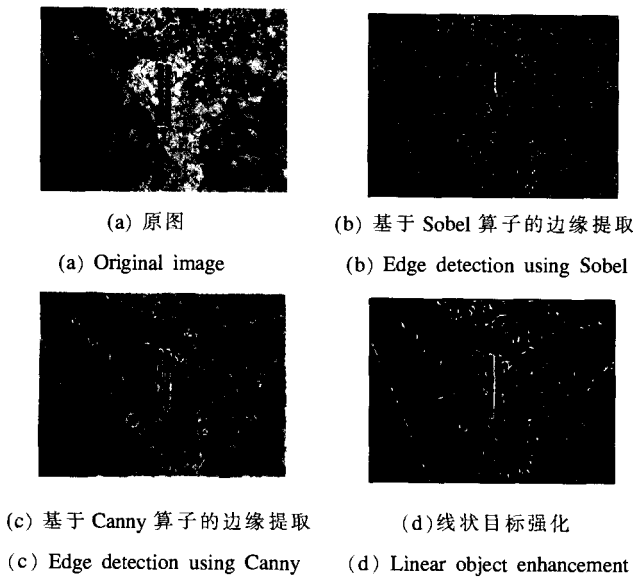 (a) 原图
(a) Original image
(b) 基于 Sobel 算子的边缘提取
(b) Edge detection using Sobel
(c) 基于 Canny 算子的边缘提取
(c) Edge detection using Canny
(d)线状目标强化
(d) Linear object enhancement